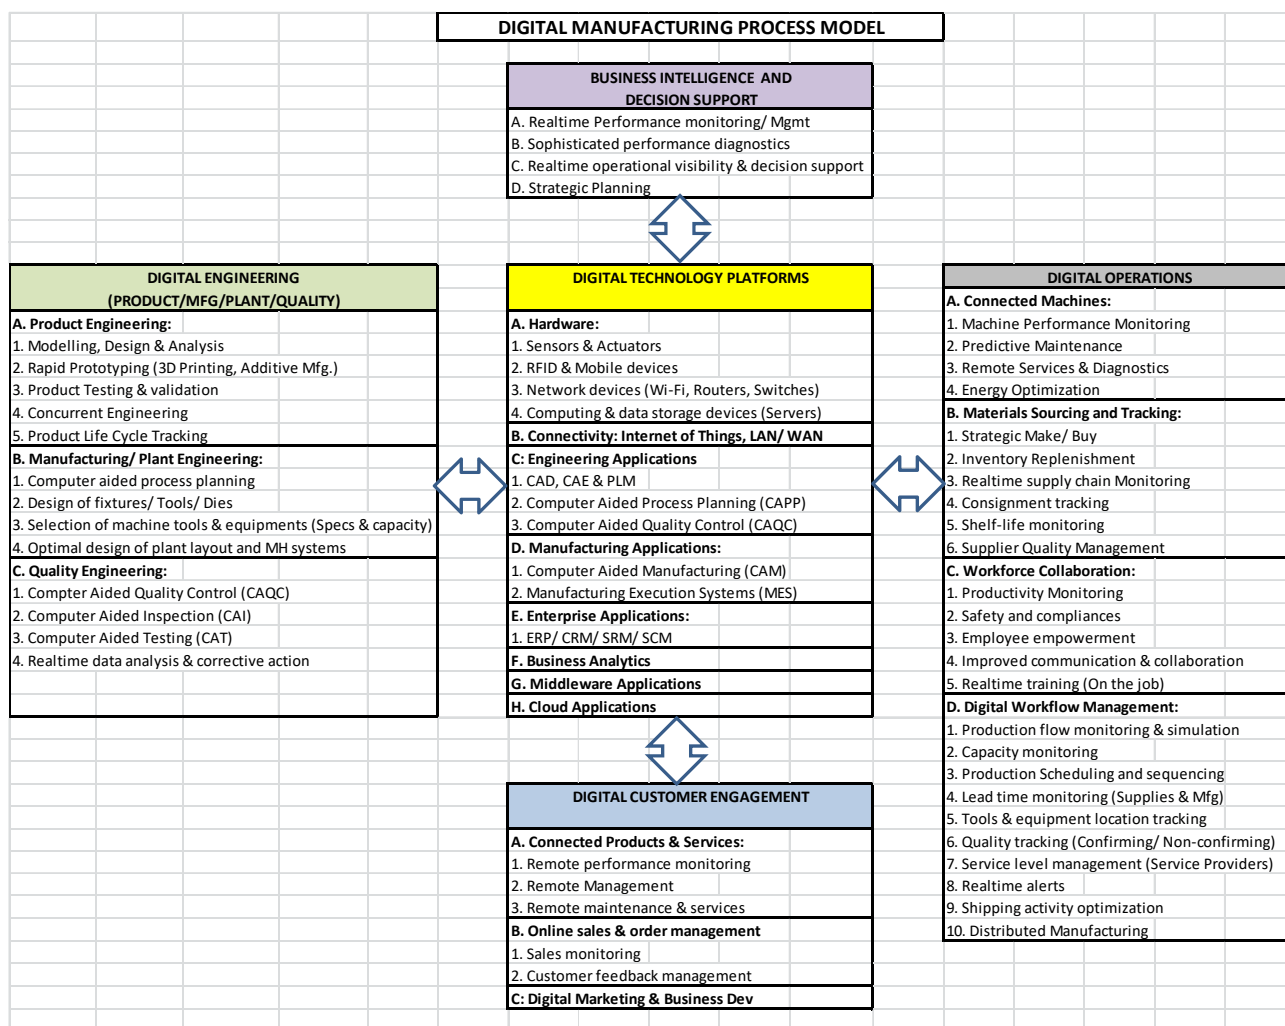 DIGITAL MANUFACTURING PROCESS MODEL
BUSINESS INTELLIGENCE AND
DECISION SUPPORT
A. Realtime Performance monitoring/ Mgmt
B. Sophisticated performance diagnostics
C. Realtime operational visibility & decision support
D. Strategic Planning
DIGITAL ENGINEERING
(PRODUCT/MFG/PLANT/QUALITY)
A. Product Engineering:
1. Modelling, Design & Analysis
2. Rapid Prototyping (3D Printing, Additive Mfg.)
3. Product Testing & validation
4. Concurrent Engineering
5. Product Life Cycle Tracking
B. Manufacturing/ Plant Engineering:
1. Computer aided process planning
2. Design of fixtures/ Tools/ Dies
3. Selection of machine tools & equipments (Specs & capacity)
4. Optimal design of plant layout and MH systems
C. Quality Engineering:
1. Compter Aided Quality Control (CAQC)
2. Computer Aided Inspection (CAI)
3. Computer Aided Testing (CAT)
4. Realtime data analysis & corrective action
DIGITAL TECHNOLOGY PLATFORMS
A. Hardware:
1. Sensors & Actuators
2. RFID & Mobile devices
3. Network devices (Wi-Fi, Routers, Switches)
4. Computing & data storage devices (Servers)
B. Connectivity: Internet of Things, LAN/ WAN
C: Engineering Applications
1. CAD, CAE & PLM
2. Computer Aided Process Planning (CAPP)
3. Computer Aided Quality Control (CAQC)
D. Manufacturing Applications:
1. Computer Aided Manufacturing (CAM)
2. Manufacturing Execution Systems (MES)
E. Enterprise Applications:
1. ERP/ CRM/ SRM/ SCM
F. Business Analytics
G. Middleware Applications
H. Cloud Applications
DIGITAL OPERATIONS
A. Connected Machines:
1. Machine Performance Monitoring
2. Predictive Maintenance
3. Remote Services & Diagnostics
4. Energy Optimization
B. Materials Sourcing and Tracking:
1. Strategic Make/ Buy
2. Inventory Replenishment
3. Realtime supply chain Monitoring
4. Consignment tracking
5. Shelf-life monitoring
6. Supplier Quality Management
C. Workforce Collaboration:
1. Productivity Monitoring
2. Safety and compliances
3. Employee empowerment
4. Improved communication & collaboration
5. Realtime training (On the job)
D. Digital Workflow Management:
1. Production flow monitoring & simulation
2. Capacity monitoring
3. Production Scheduling and sequencing
4. Lead time monitoring (Supplies & Mfg)
5. Tools & equipment location tracking
6. Quality tracking (Confirming/ Non-confirming)
7. Service level management (Service Providers)
8. Realtime alerts
9. Shipping activity optimization
10. Distributed Manufacturing
DIGITAL CUSTOMER ENGAGEMENT
A. Connected Products & Services:
1. Remote performance monitoring
2. Remote Management
3. Remote maintenance & services
B. Online sales & order management
1. Sales monitoring
2. Customer feedback management
C: Digital Marketing & Business Dev